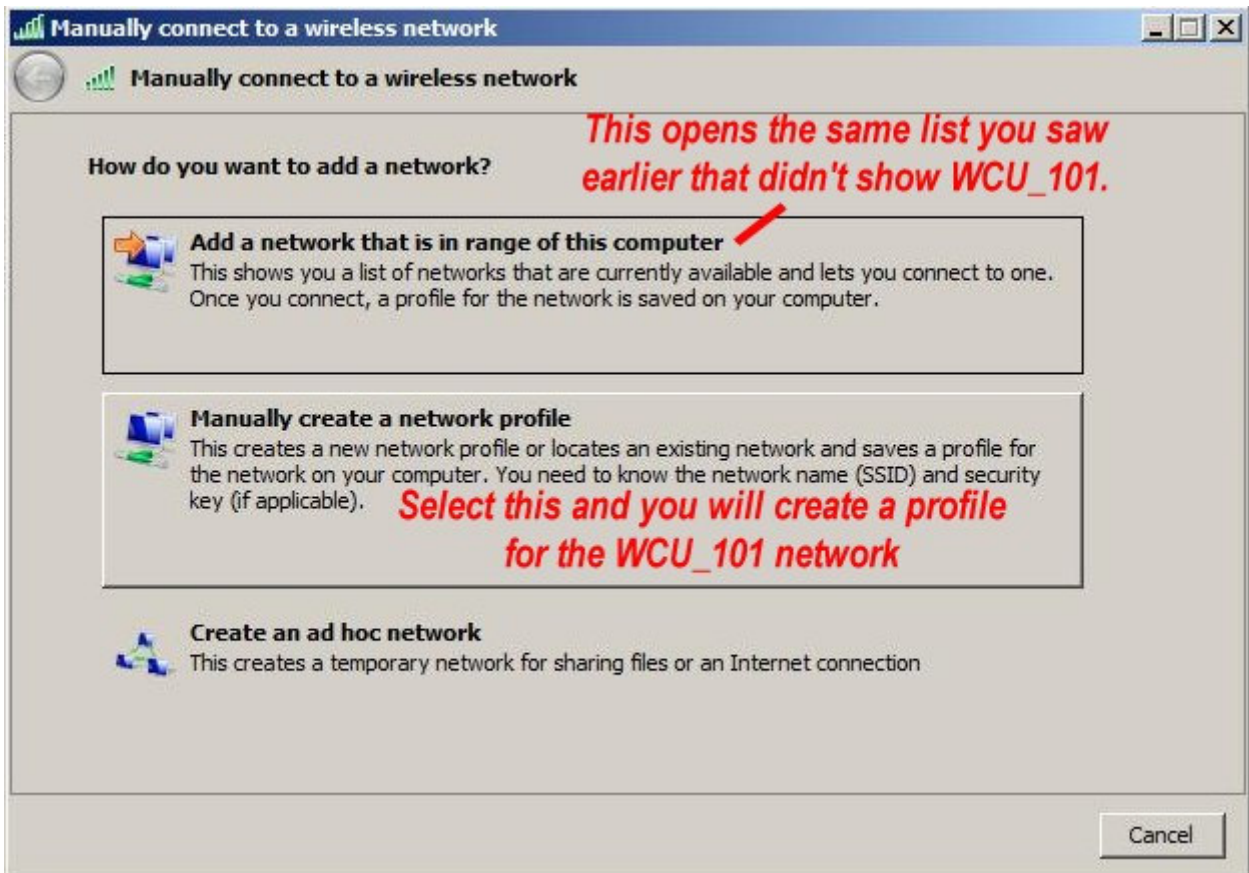 Manually connect to a wireless network
Manually connect to a wireless network
This opens the same list you saw
earlier that didn't show WCU_101.
How do you want to add a network?
Add a network that is in range of this computer
This shows you a list of networks that are currently available and lets you connect to one.
Once you connect, a profile for the network is saved on your computer.
Manually create a network profile
This creates a new network profile or locates an existing network and saves a profile for
the network on your computer. You need to know the network name (SSID) and security
key (if applicable).
Select this and you will create a profile
for the WCU_101 network
Create an ad hoc network
This creates a temporary network for sharing files or an Internet connection
Cancel